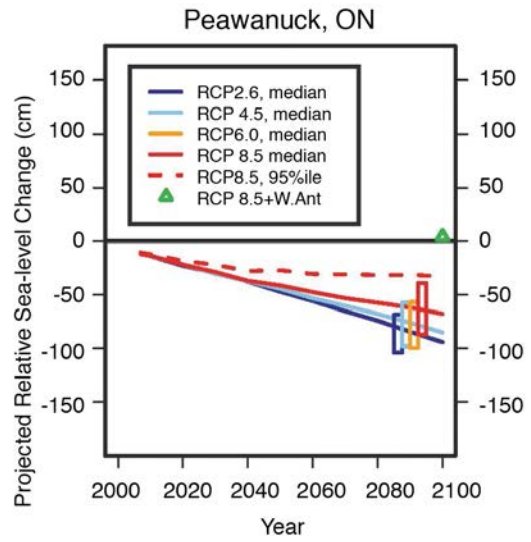 Peawanuck, ON
Projected Relative Sea-level Change (cm)
150
100
50
0
-50
-100
-150
RCP2.6, median
RCP 4.5, median
RCP6.0, median
RCP 8.5 median
RCP8.5, 95%ile
RCP 8.5+W.Ant
150
100
50
0
-50
-100
-150
2000 2020 2040 2060 2080 2100
Year